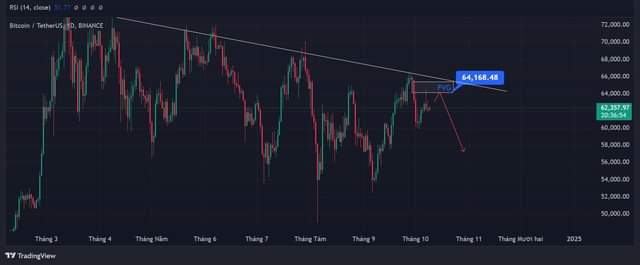 RSI (14, close) 51.77 ø ø ø ø
Bitcoin / TetherUS, 1D, BINANCE
72,000.00
70,000.00
68,000.00
66,000.00
64,168.48
FVG
64,000.00
62,357.97
20:36:54
60,000.00
58,000.00
56,000.00
54,000.00
52,000.00
50,000.00
Tháng 3 Tháng 4 Tháng Năm Tháng 6 Tháng 7 Tháng Tám Tháng 9 Tháng 10 Tháng 11 Tháng Mười hai 2025
TradingView